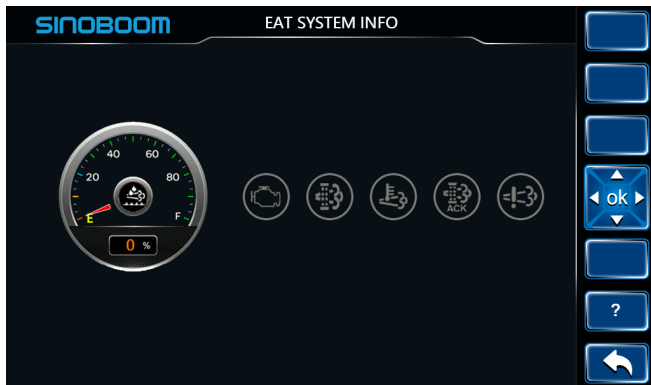 SINOBOOM
EAT SYSTEM INFO
40 60
20 80
E F
0 %
ACK
ok
?